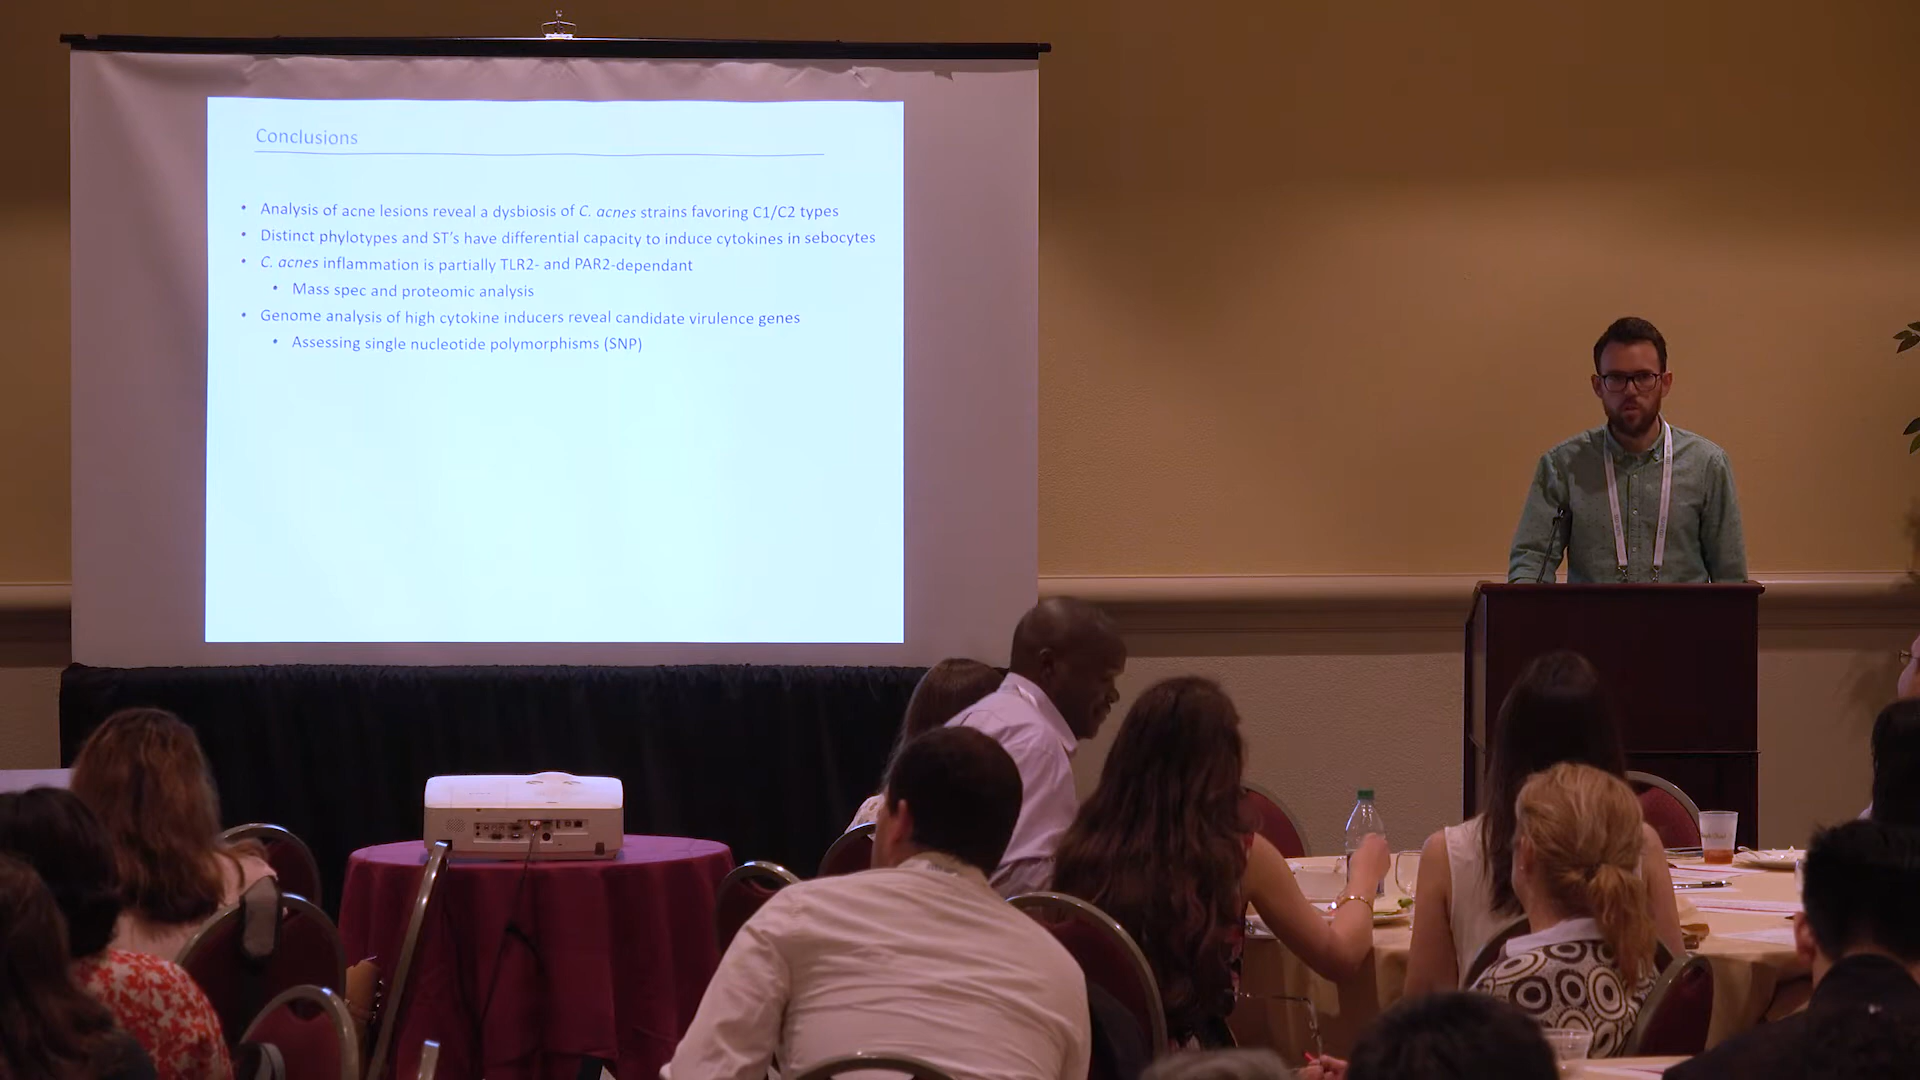 Conclusions
• Analysis of acne lesions reveal a dysbiosis of C. acnes strains favoring C1/C2 types
• Distinct phylotypes and ST's have differential capacity to induce cytokines in sebocytes
• C. acnes inflammation is partially TLR2- and PAR2-dependant
• Mass spec and proteomic analysis
• Genome analysis of high cytokine inducers reveal candidate virulence genes
• Assessing single nucleotide polymorphisms (SNP)